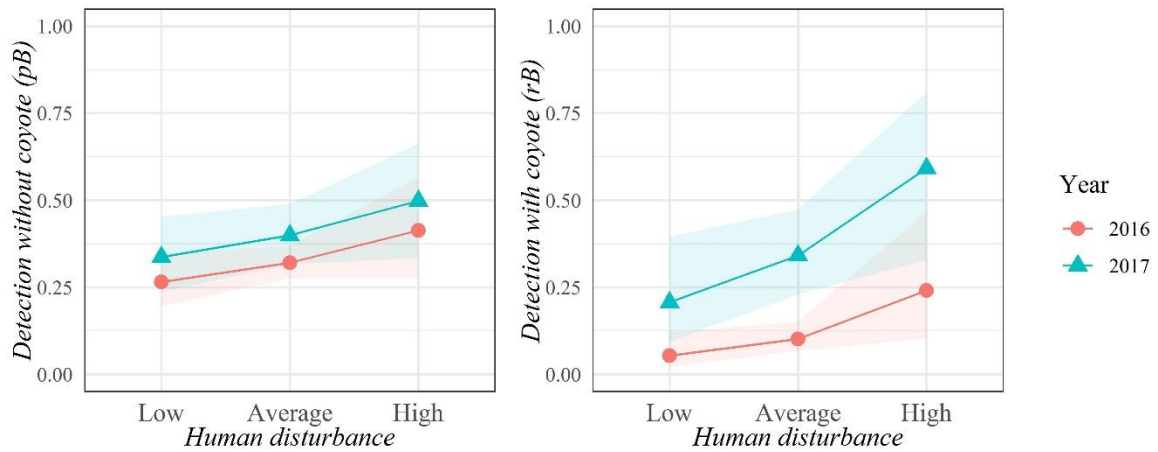 Detection without coyote (pB)
1.00
0.75
0.50
0.25
0.00
Low Average High
Human disturbance
Detection with coyote (rB)
1.00
0.75
0.50
0.25
0.00
Low Average High
Human disturbance
Year
2016
2017